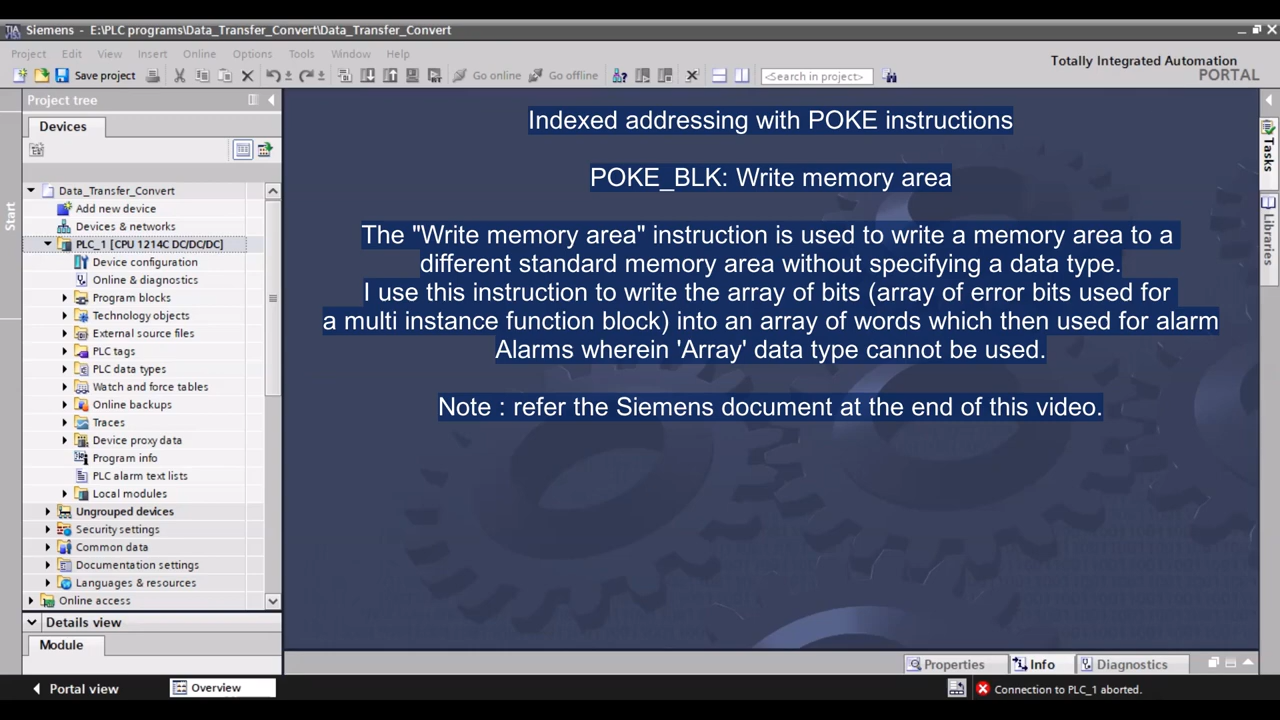 Siemens - E:\PLC programs\Data_Transfer_Convert\Data_Transfer_Convert
Project Edit View Insert Online Options Tools Window Help
Totally Integrated Automation
PORTAL
Save project
Go online
Go offline
<Search in project>
Project tree
Devices
Start
Data_Transfer_Convert
Add new device
Devices & networks
PLC_1 [CPU 1214C DC/DC/DC]
Device configuration
Online & diagnostics
Program blocks
Technology objects
External source files
PLC tags
PLC data types
Watch and force tables
Online backups
Traces
Device proxy data
Program info
PLC alarm text lists
Local modules
Ungrouped devices
Security settings
Common data
Documentation settings
Languages & resources
Online access
Details view
Module
Indexed addressing with POKE instructions
POKE_BLK: Write memory area
The "Write memory area" instruction is used to write a memory area to a
different standard memory area without specifying a data type.
I use this instruction to write the array of bits (array of error bits used for
a multi instance function block) into an array of words which then used for alarm
Alarms wherein 'Array' data type cannot be used.
Note : refer the Siemens document at the end of this video.
Tasks
Libraries
Properties
Info
Diagnostics
Portal view
Overview
Connection to PLC_1 aborted.